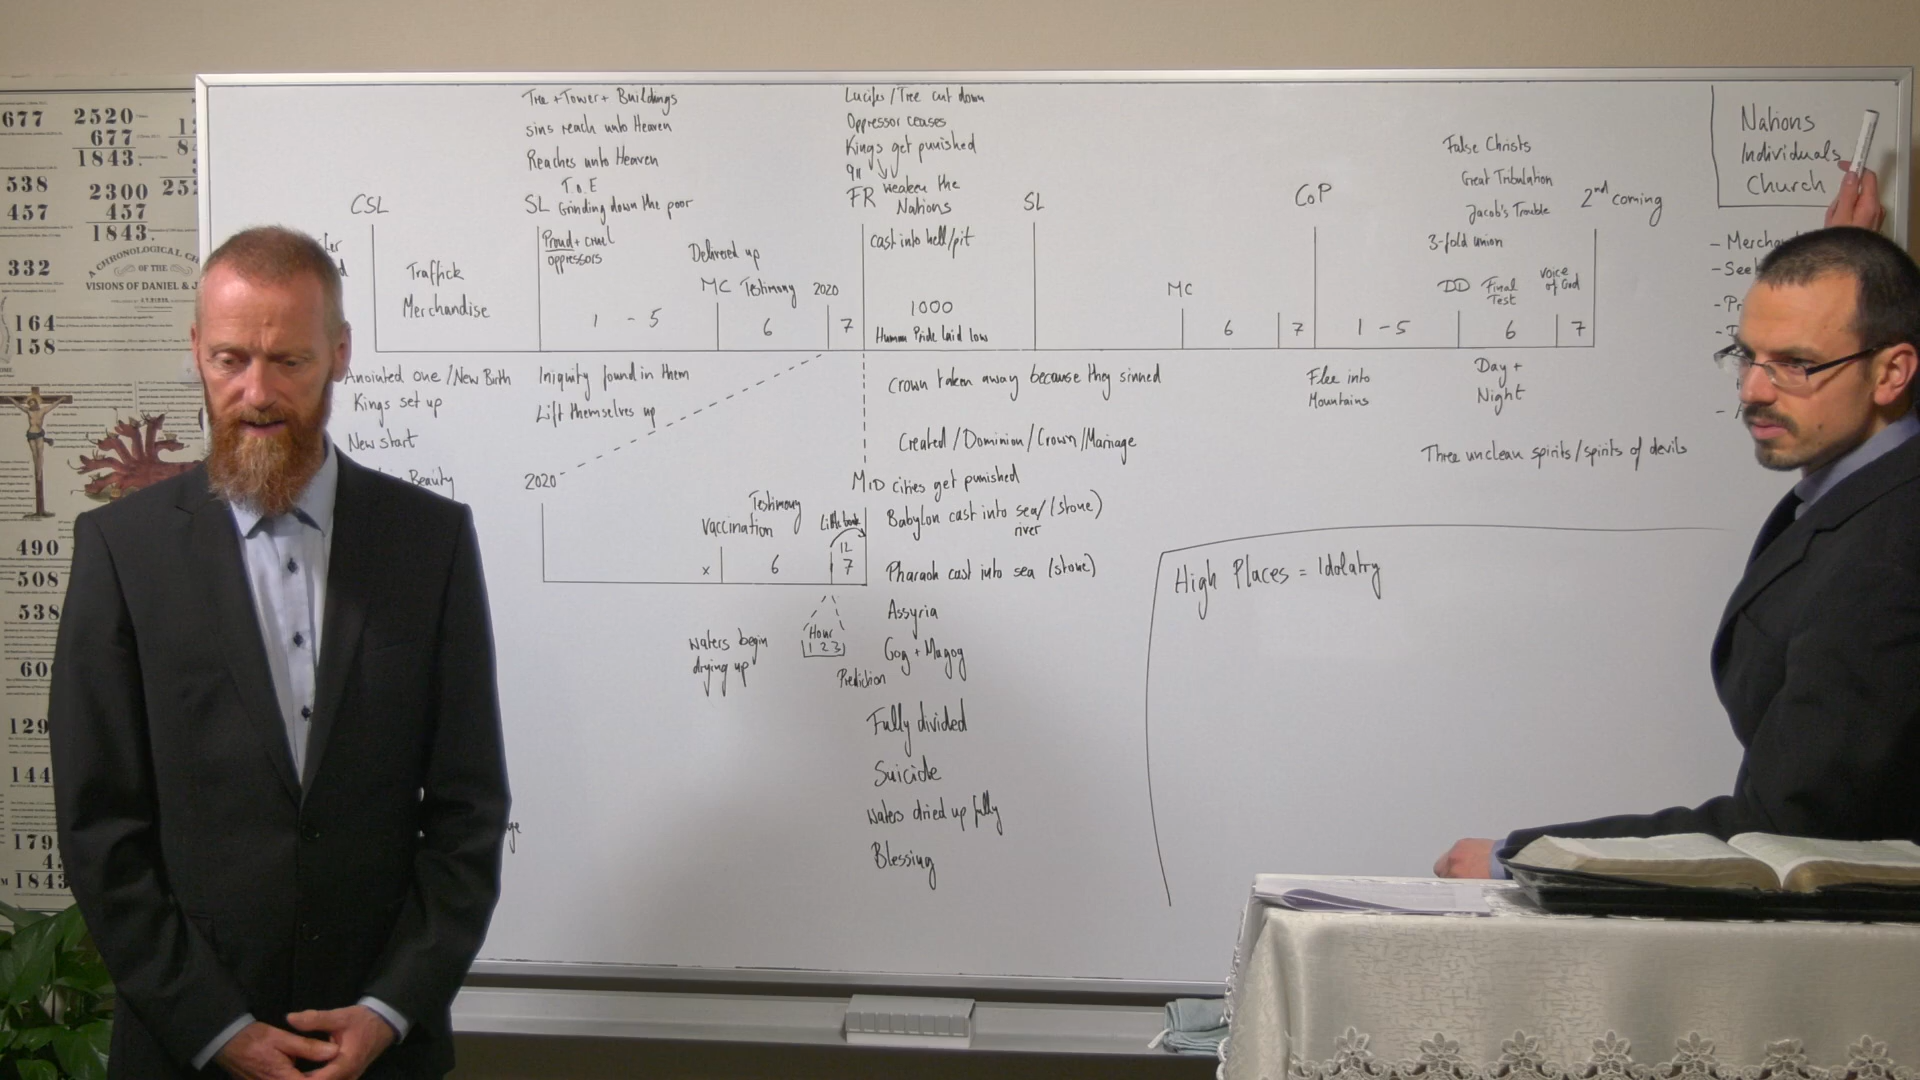 677
2520
677
1843
538
2300
457
457
1843.
332
A CHRONOLOGICAL
OF THE
VISIONS OF DANIEL & J
164
158
490
508
538
60
129
144
179
1843
Tree + Tower + Buildings
sins reach unto Heaven
Reaches unto Heaven
T.o.E
SL Grinding down the poor
Lucifer/Tree cut down
Oppressor ceases
Kings get punished
911
FR weaken the
Nations
CSL
SL
CoP
False Christs
Great Tribulation
Jacob's Trouble
2nd coming
3-fold union
Nations
Individuals
Church
Traffick
Merchandise
Proud + cruel
oppressors
Delivered up
MC Testimony 2020
1 - 5
6
7
cast into hell/pit
1000
Human Pride laid low
MC
6
7
1 - 5
DD Final
Test
voice
of God
6
7
- Mercha
- See
Anointed one/New Birth
Kings set up
New start
Beauty
Iniquity found in them
Lift themselves up
Crown taken away because they sinned
Flee into
Mountains
Day +
Night
Created/Dominion/Crown/Marriage
Three unclean spirits/spirits of devils
2020
MID cities get punished
Testimony
Vaccination
Little book
12
x
6
7
Babylon cast into sea/(stone)
river
Pharaoh cast into sea (stone)
High Places = Idolatry
Assyria
Gog + Magog
waters begin
drying up
Hour
1 2 3
Prediction
Fully divided
Suicide
Waters dried up fully
Blessing